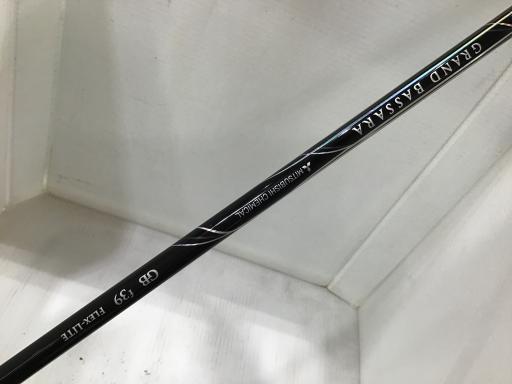 GRAND BASSARA
MITSUBISHI CHEMICAL
GB f39 FLEX-LITE